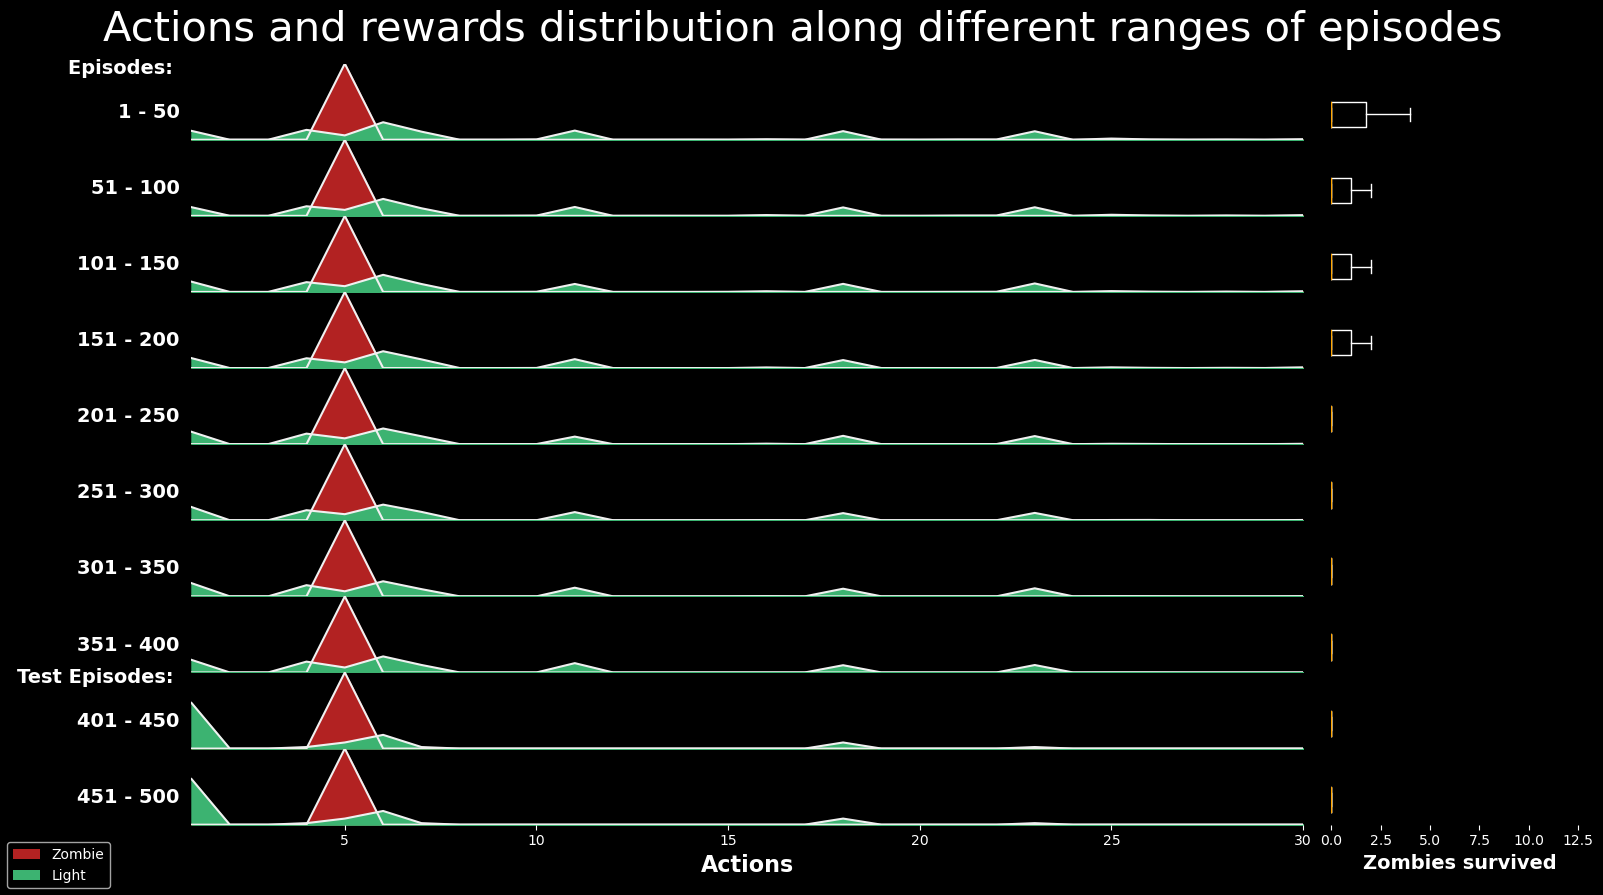 Actions and rewards distribution along different ranges of episodes
Episodes:
1 - 50
51 - 100
101 - 150
151 - 200
201 - 250
251 - 300
301 - 350
351 - 400
Test Episodes:
401 - 450
451 - 500
5 10 15 20 25 30
0.0 2.5 5.0 7.5 10.0 12.5
Actions
Zombies survived
Zombie
Light